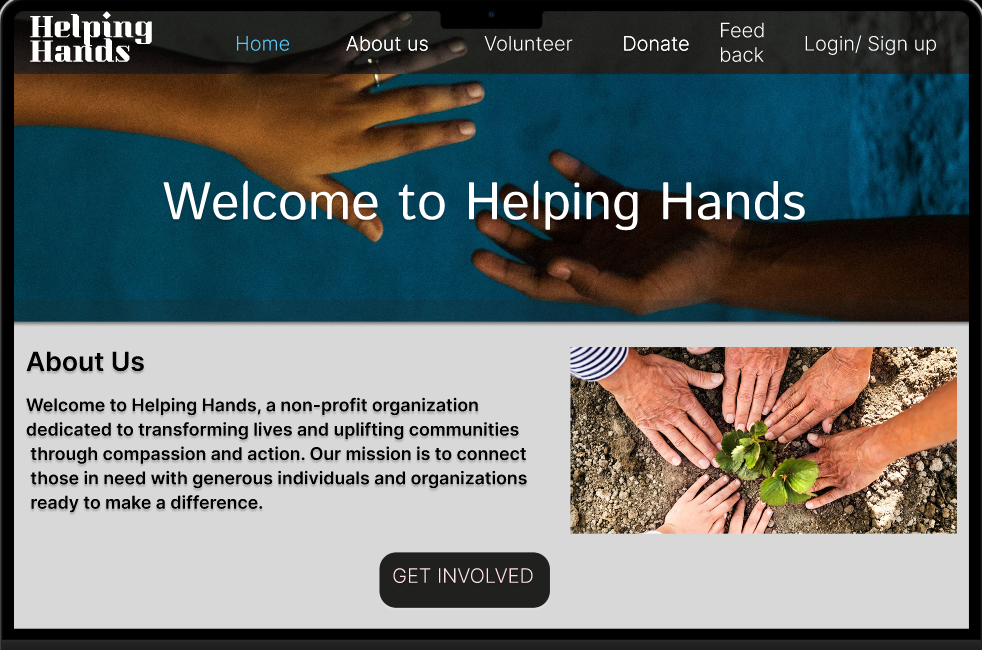 Helping
Hands
Home
About us
Volunteer
Donate
Feed
back
Login/ Sign up
Welcome to Helping Hands
About Us
Welcome to Helping Hands, a non-profit organization
dedicated to transforming lives and uplifting communities
through compassion and action. Our mission is to connect
those in need with generous individuals and organizations
ready to make a difference.
GET INVOLVED